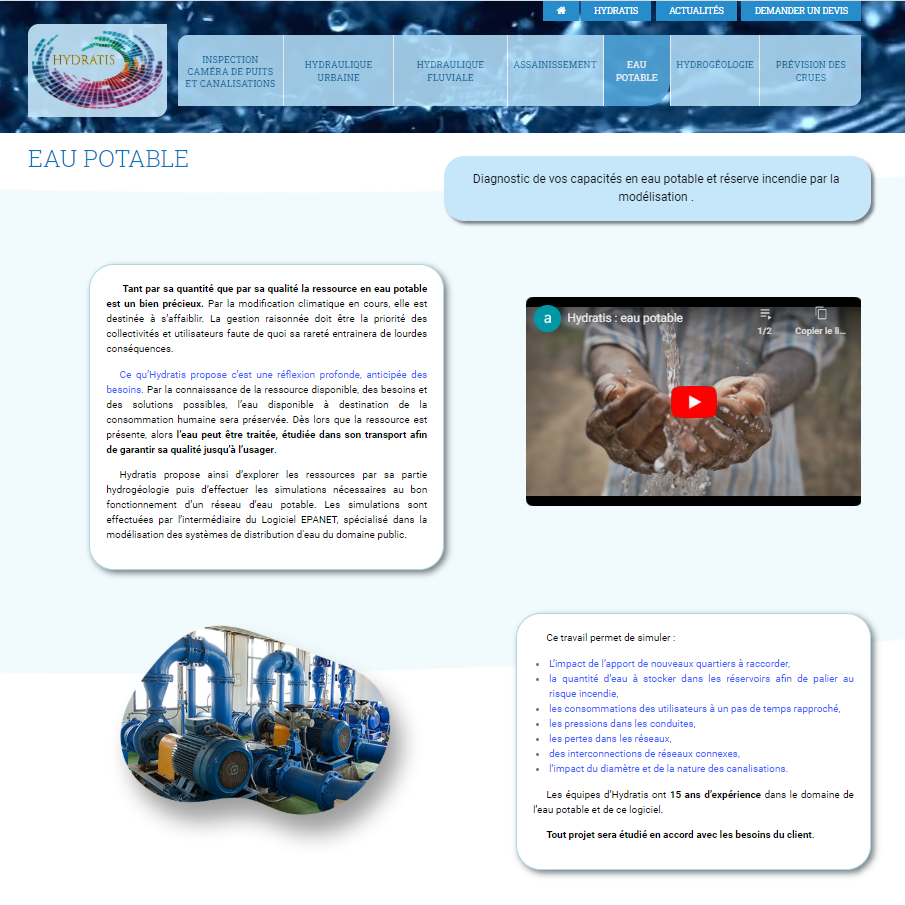 HYDRATIS
ACTUALITÉS
DEMANDER UN DEVIS
HYDRATIS
INSPECTION
CAMÉRA DE PUITS
ET CANALISATIONS
HYDRAULIQUE
URBAINE
HYDRAULIQUE
FLUVIALE
ASSAINISSEMENT
EAU
POTABLE
HYDROGÉOLOGIE
PRÉVISION DES
CRUES
EAU POTABLE
Diagnostic de vos capacités en eau potable et réserve incendie par la
modélisation .
Tant par sa quantité que par sa qualité la ressource en eau potable
est un bien précieux. Par la modification climatique en cours, elle est
destinée à s’affaiblir. La gestion raisonnée doit être la priorité des
collectivités et utilisateurs faute de quoi sa rareté entrainera de lourdes
conséquences.
Ce qu’Hydratis propose c’est une réflexion profonde, anticipée des
besoins. Par la connaissance de la ressource disponible, des besoins et
des solutions possibles, l’eau disponible à destination de la
consommation humaine sera préservée. Dès lors que la ressource est
présente, alors l’eau peut être traitée, étudiée dans son transport afin
de garantir sa qualité jusqu’à l’usager.
Hydratis propose ainsi d’explorer les ressources par sa partie
hydrogéologie puis d’effectuer les simulations nécessaires au bon
fonctionnement d’un réseau d’eau potable. Les simulations sont
effectuées par l’intermédiaire du Logiciel EPANET, spécialisé dans la
modélisation des systèmes de distribution d’eau du domaine public.
a
Hydratis : eau potable
1/2
Copier le li...
Ce travail permet de simuler :
L’impact de l’apport de nouveaux quartiers à raccorder,
la quantité d’eau à stocker dans les réservoirs afin de palier au
risque incendie,
les consommations des utilisateurs à un pas de temps rapproché,
les pressions dans les conduites,
les pertes dans les réseaux,
des interconnections de réseaux connexes,
l’impact du diamètre et de la nature des canalisations.
Les équipes d’Hydratis ont 15 ans d’expérience dans le domaine de
l’eau potable et de ce logiciel.
Tout projet sera étudié en accord avec les besoins du client.